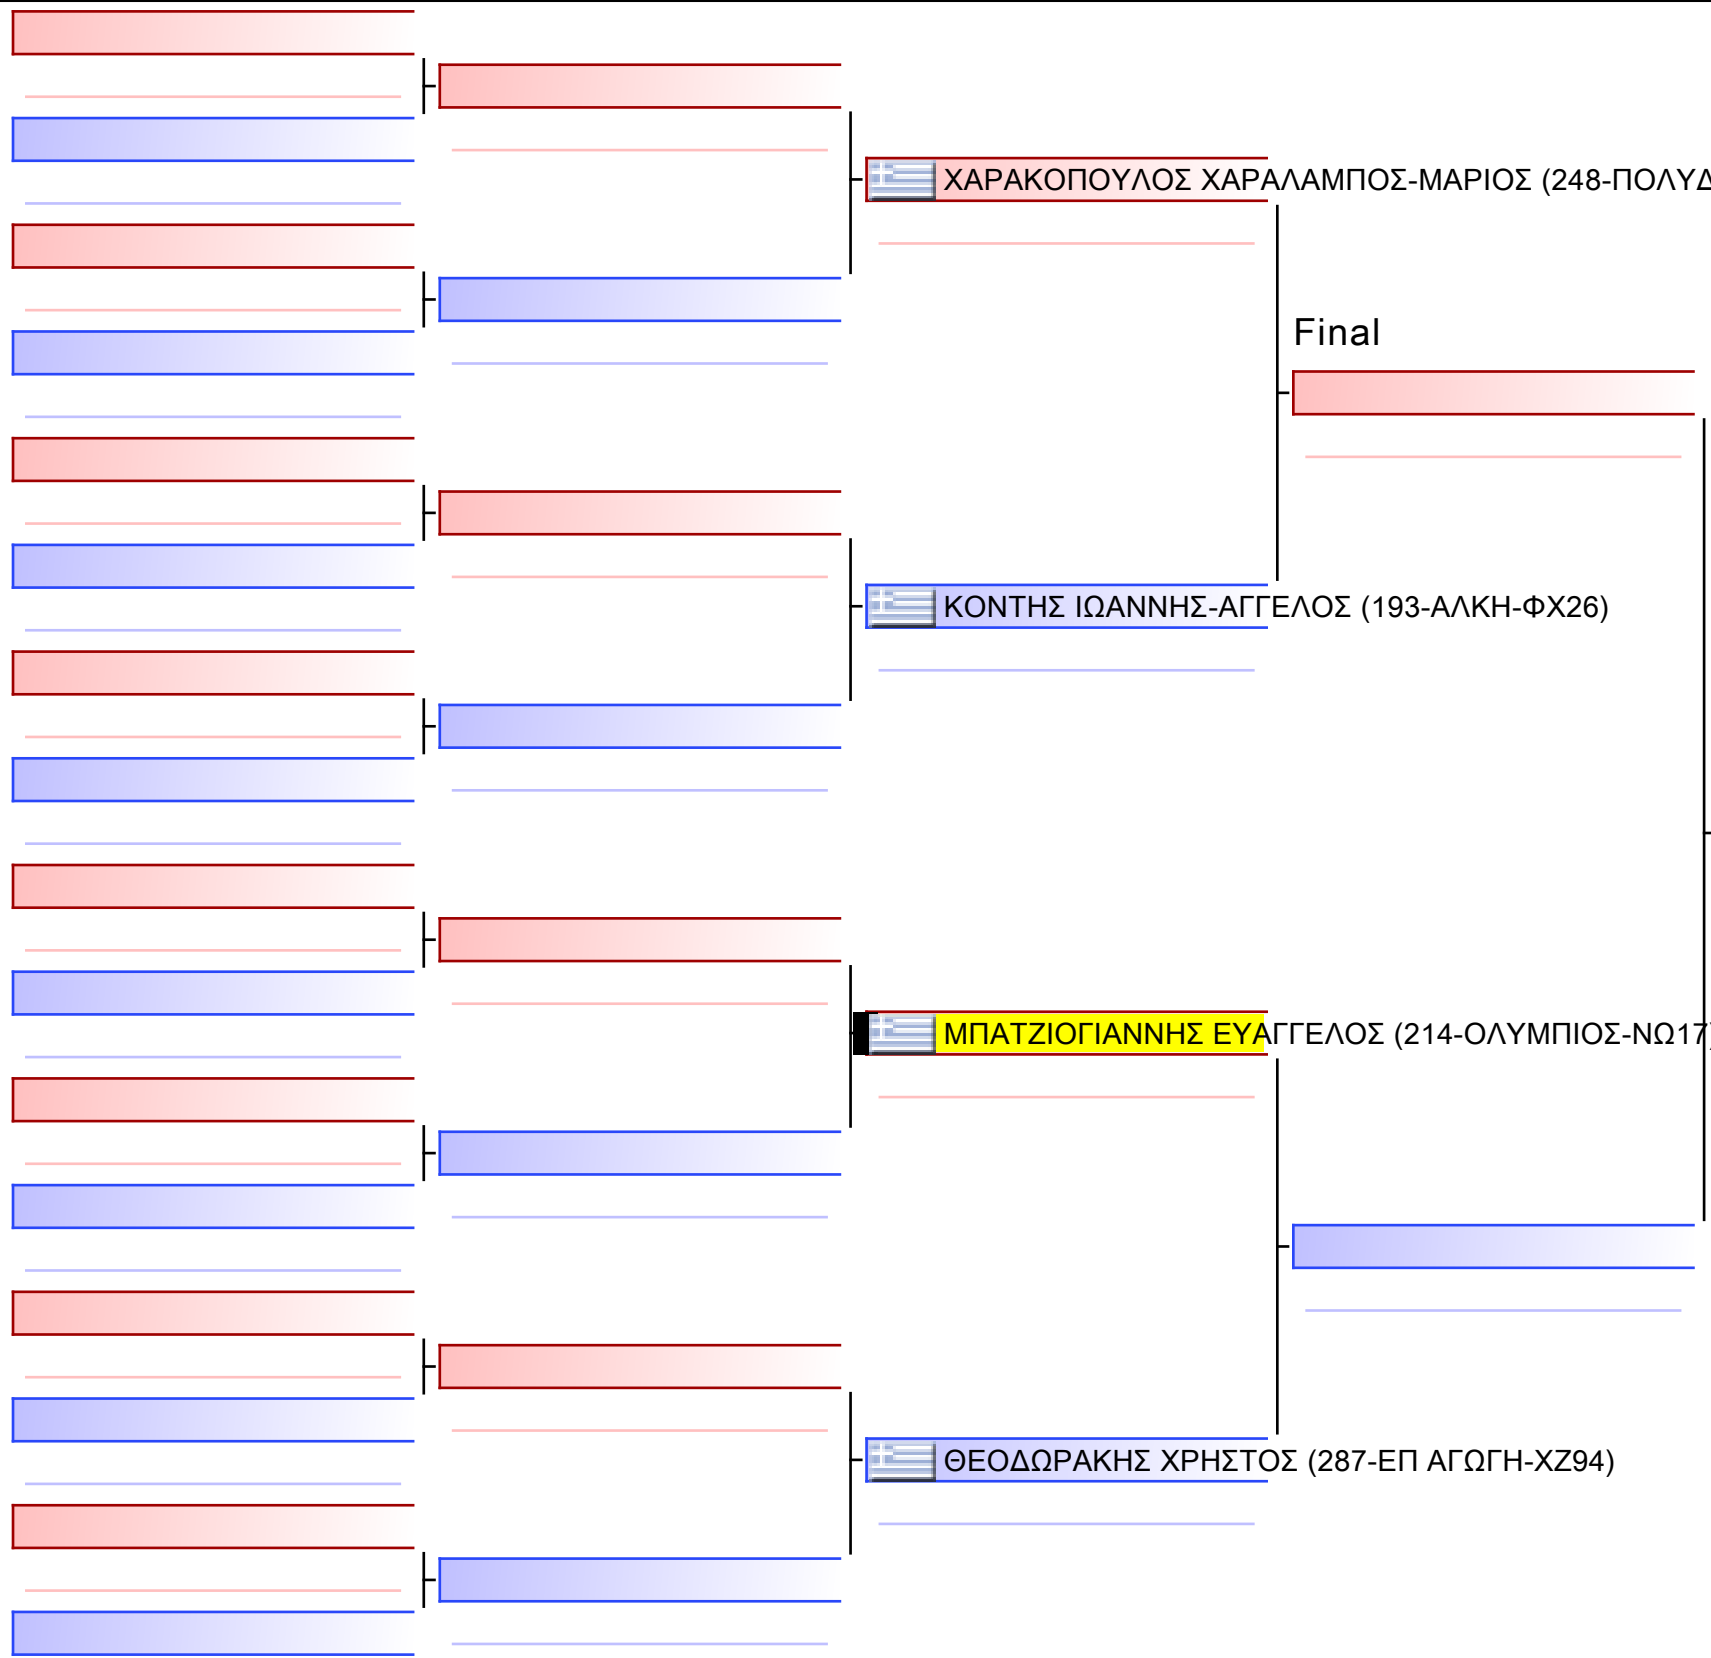 ΧΑΡΑΚΟΠΟΥΛΟΣ ΧΑΡΑΛΑΜΠΟΣ-ΜΑΡΙΟΣ (248-ΠΟΛΥΔ
Final
ΚΟΝΤΗΣ ΙΩΑΝΝΗΣ-ΑΓΓΕΛΟΣ (193-ΑΛΚΗ-ΦΧ26)
ΜΠΑΤΖΙΟΓΙΑΝΝΗΣ ΕΥΑΓΓΕΛΟΣ (214-ΟΛΥΜΠΙΟΣ-ΝΩ17)
ΘΕΟΔΩΡΑΚΗΣ ΧΡΗΣΤΟΣ (287-ΕΠ ΑΓΩΓΗ-ΧΖ94)